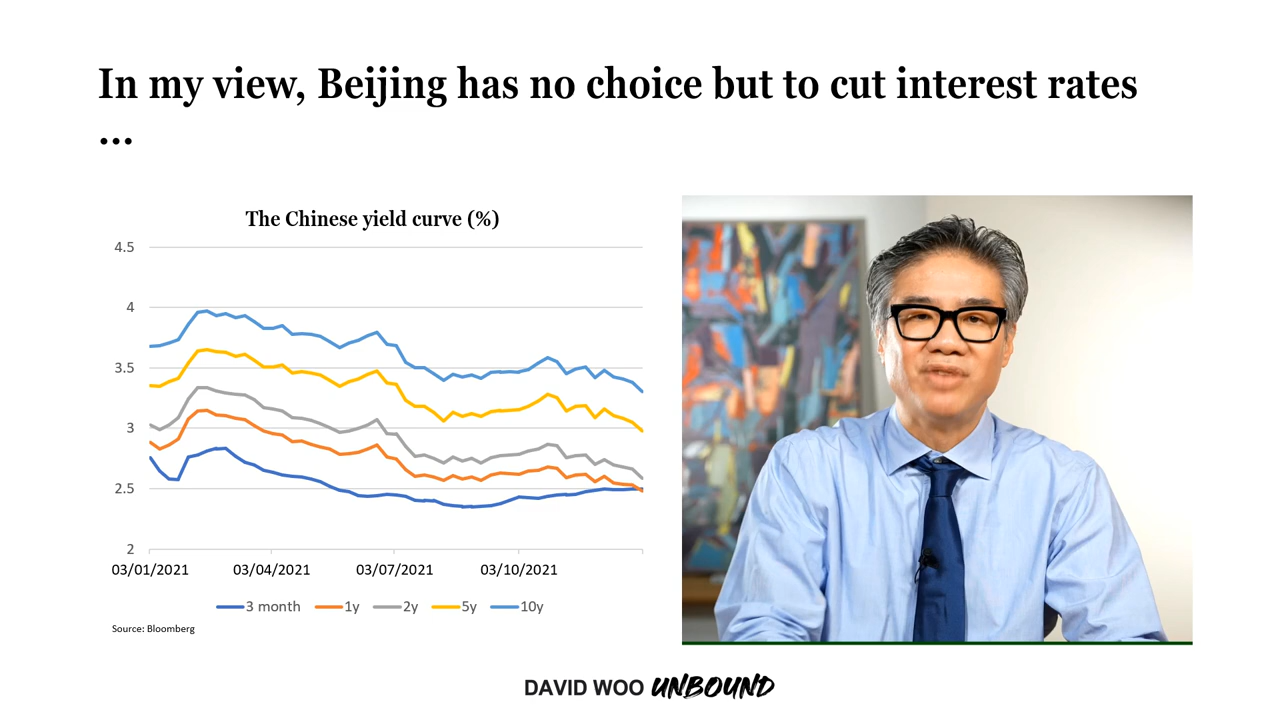 In my view, Beijing has no choice but to cut interest rates
...
The Chinese yield curve (%)
4.5
4
3.5
3
2.5
2
03/01/2021 03/04/2021 03/07/2021 03/10/2021
3 month 1y 2y 5y 10y
Source: Bloomberg
DAVID WOO UNBOUND